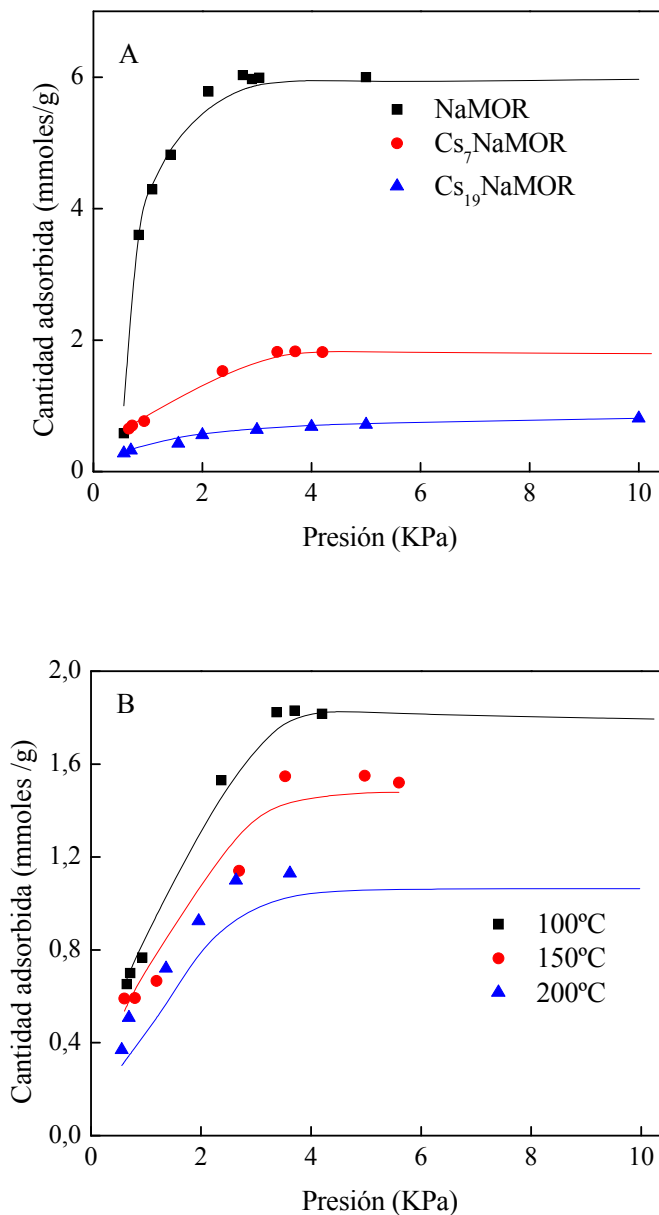 A
6
4
2
0
Cantidad adsorbida (mmoles/g)
NaMOR
Cs₇NaMOR
Cs₁₉NaMOR
0 2 4 6 8 10
Presión (KPa)
B
2,0
1,6
1,2
0,8
0,4
0,0
Cantidad adsorbida (mmoles /g)
100ºC
150ºC
200ºC
0 2 4 6 8 10
Presión (KPa)